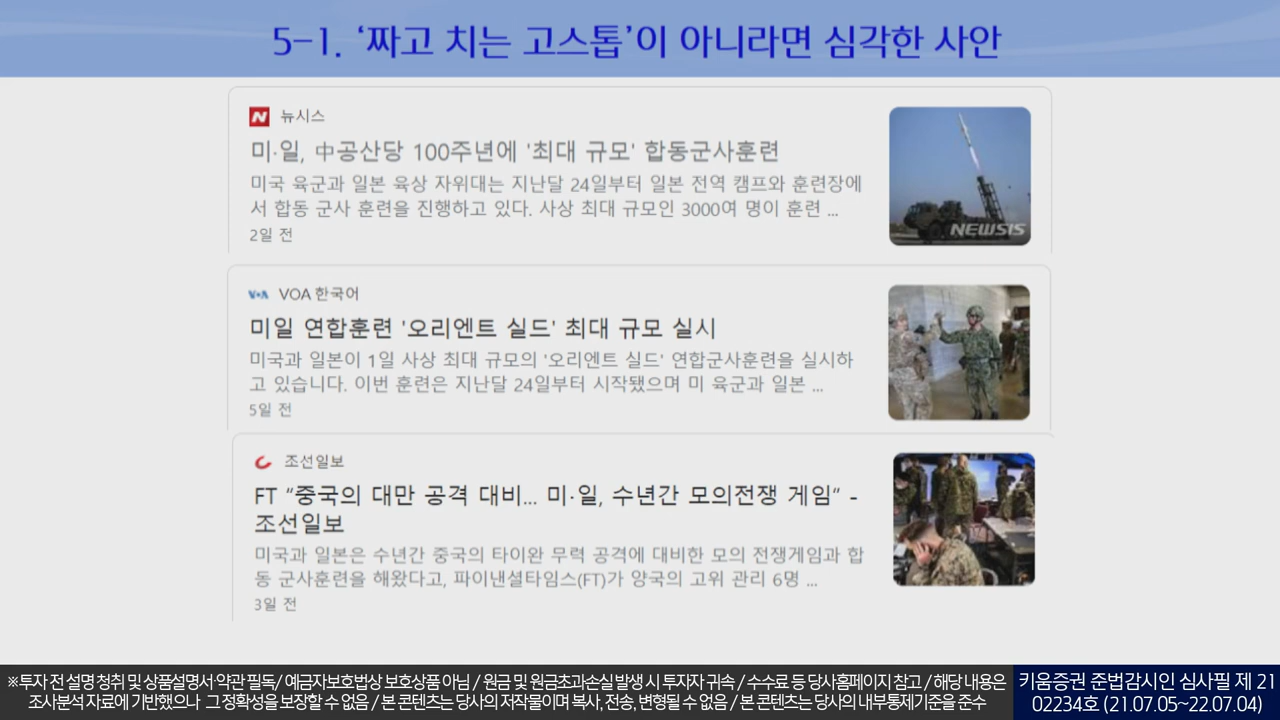 5-1. ‘짜고 치는 고스톱’이 아니라면 심각한 사안
뉴시스
미·일, 中공산당 100주년에 '최대 규모' 합동군사훈련
미국 육군과 일본 육상 자위대는 지난달 24일부터 일본 전역 캠프와 훈련장에
서 합동 군사 훈련을 진행하고 있다. 사상 최대 규모인 3000여 명이 훈련 ...
2일 전
NEWSIS
VOA VOA 한국어
미일 연합훈련 '오리엔트 실드' 최대 규모 실시
미국과 일본이 1일 사상 최대 규모의 '오리엔트 실드' 연합군사훈련을 실시하
고 있습니다. 이번 훈련은 지난달 24일부터 시작됐으며 미 육군과 일본 ...
5일 전
조선일보
FT “중국의 대만 공격 대비... 미·일, 수년간 모의전쟁 게임” -
조선일보
미국과 일본은 수년간 중국의 타이완 무력 공격에 대비한 모의 전쟁게임과 합
동 군사훈련을 해왔다고, 파이낸셜타임스(FT)가 양국의 고위 관리 6명 ...
3일 전
※투자 전 설명 청취 및 상품설명서·약관 필독 / 예금자보호법상 보호상품 아님 / 원금 및 원금초과손실 발생 시 투자자 귀속 / 수수료 등 당사홈페이지 참고 / 해당 내용은
조사분석 자료에 기반했으나 그 정확성을 보장할 수 없음 / 본 콘텐츠는 당사의 저작물이며 복사, 전송, 변형될 수 없음 / 본 콘텐츠는 당사의 내부통제기준을 준수
키움증권 준법감시인 심사필 제 21
02234호 (21.07.05~22.07.04)